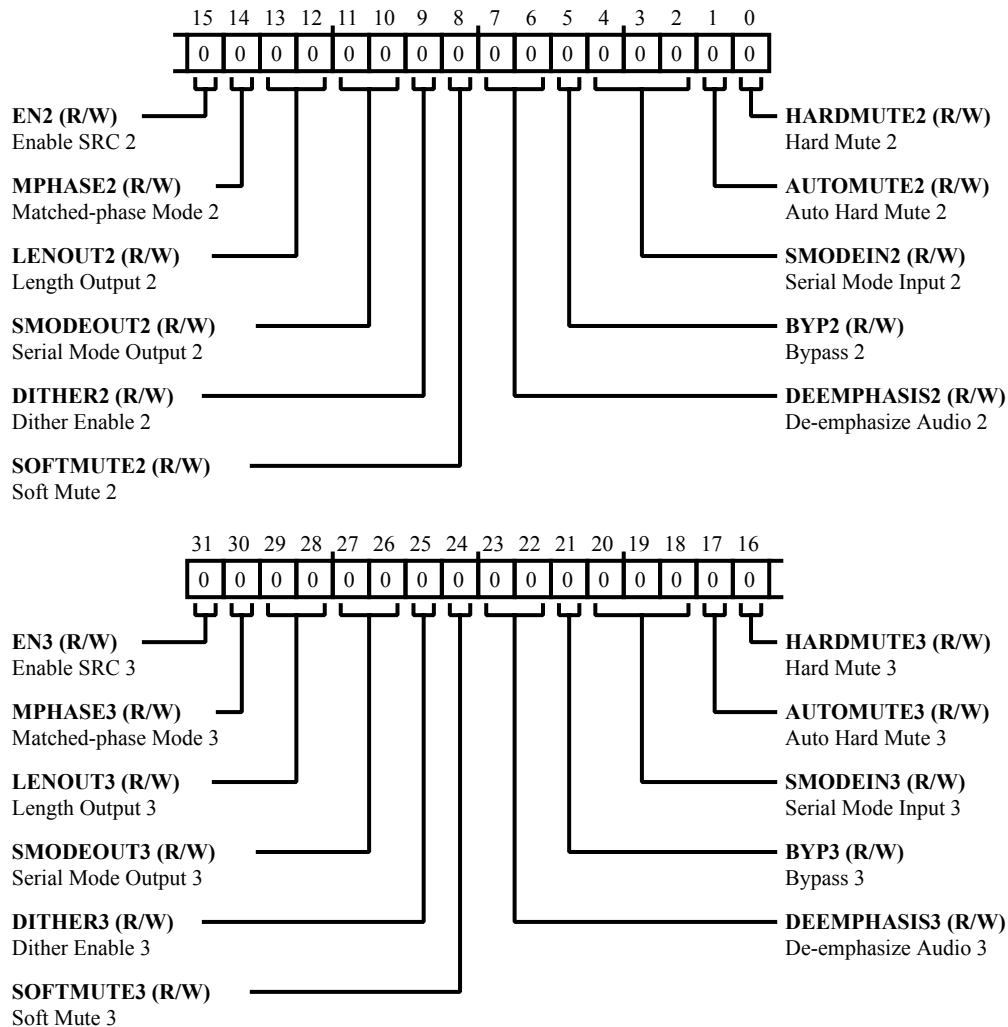 15 14 13 12 11 10 9 8 7 6 5 4 3 2 1 0
0 0 0 0 0 0 0 0 0 0 0 0 0 0 0 0
EN2 (R/W)
Enable SRC 2
MPHASE2 (R/W)
Matched-phase Mode 2
LENOUT2 (R/W)
Length Output 2
SMODEOUT2 (R/W)
Serial Mode Output 2
DITHER2 (R/W)
Dither Enable 2
SOFTMUTE2 (R/W)
Soft Mute 2
HARDMUTE2 (R/W)
Hard Mute 2
AUTOMUTE2 (R/W)
Auto Hard Mute 2
SMODEIN2 (R/W)
Serial Mode Input 2
BYP2 (R/W)
Bypass 2
DEEMPHASIS2 (R/W)
De-emphasize Audio 2
31 30 29 28 27 26 25 24 23 22 21 20 19 18 17 16
0 0 0 0 0 0 0 0 0 0 0 0 0 0 0 0
EN3 (R/W)
Enable SRC 3
MPHASE3 (R/W)
Matched-phase Mode 3
LENOUT3 (R/W)
Length Output 3
SMODEOUT3 (R/W)
Serial Mode Output 3
DITHER3 (R/W)
Dither Enable 3
SOFTMUTE3 (R/W)
Soft Mute 3
HARDMUTE3 (R/W)
Hard Mute 3
AUTOMUTE3 (R/W)
Auto Hard Mute 3
SMODEIN3 (R/W)
Serial Mode Input 3
BYP3 (R/W)
Bypass 3
DEEMPHASIS3 (R/W)
De-emphasize Audio 3